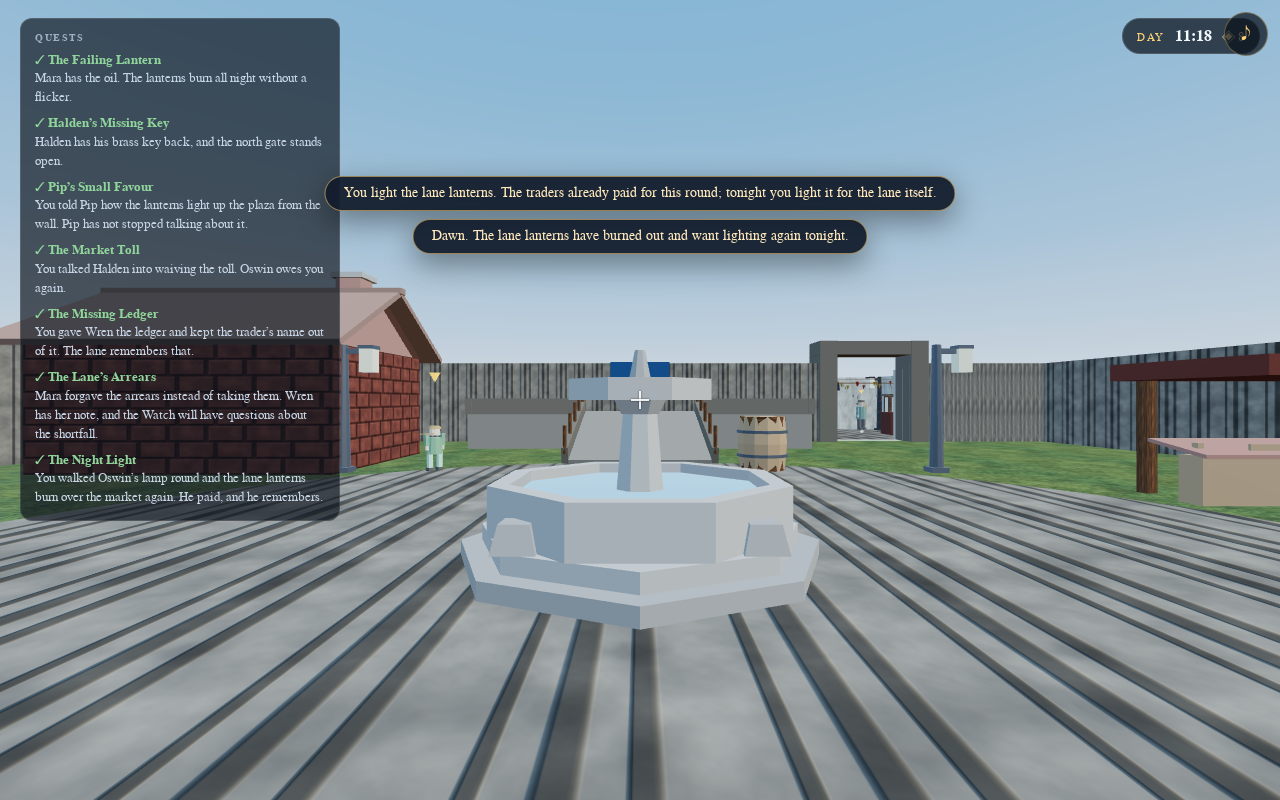 QUESTS
✓ The Failing Lantern
Mara has the oil. The lanterns burn all night without a
flicker.
✓ Halden’s Missing Key
Halden has his brass key back, and the north gate stands
open.
✓ Pip’s Small Favour
You told Pip how the lanterns light up the plaza from the
wall. Pip has not stopped talking about it.
✓ The Market Toll
You talked Halden into waiving the toll. Oswin owes you
again.
✓ The Missing Ledger
You gave Wren the ledger and kept the trader’s name out
of it. The lane remembers that.
✓ The Lane’s Arrears
Mara forgave the arrears instead of taking them. Wren
has her note, and the Watch will have questions about
the shortfall.
✓ The Night Light
You walked Oswin’s lamp round and the lane lanterns
burn over the market again. He paid, and he remembers.
You light the lane lanterns. The traders already paid for this round; tonight you light it for the lane itself.
Dawn. The lane lanterns have burned out and want lighting again tonight.
DAY 11:18